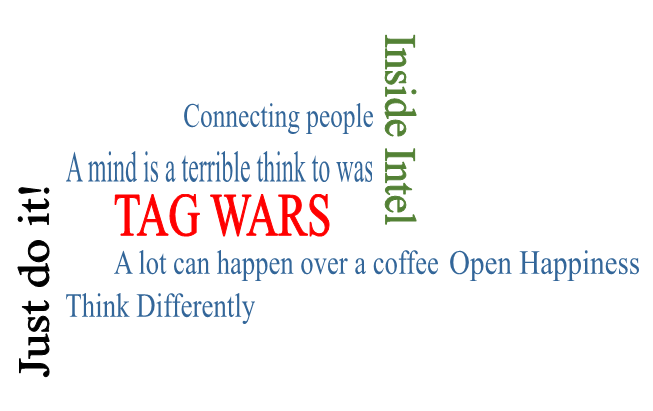 Inside Intel
Connecting people
A mind is a terrible think to was
TAG WARS
A lot can happen over a coffee
Open Happiness
Think Differently
Just do it!